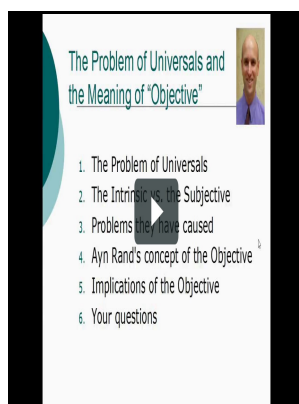 The Problem of Universals and
the Meaning of “Objective”
1. The Problem of Universals
2. The Intrinsic vs. the Subjective
3. Problems they have caused
4. Ayn Rand's concept of the Objective
5. Implications of the Objective
6. Your questions